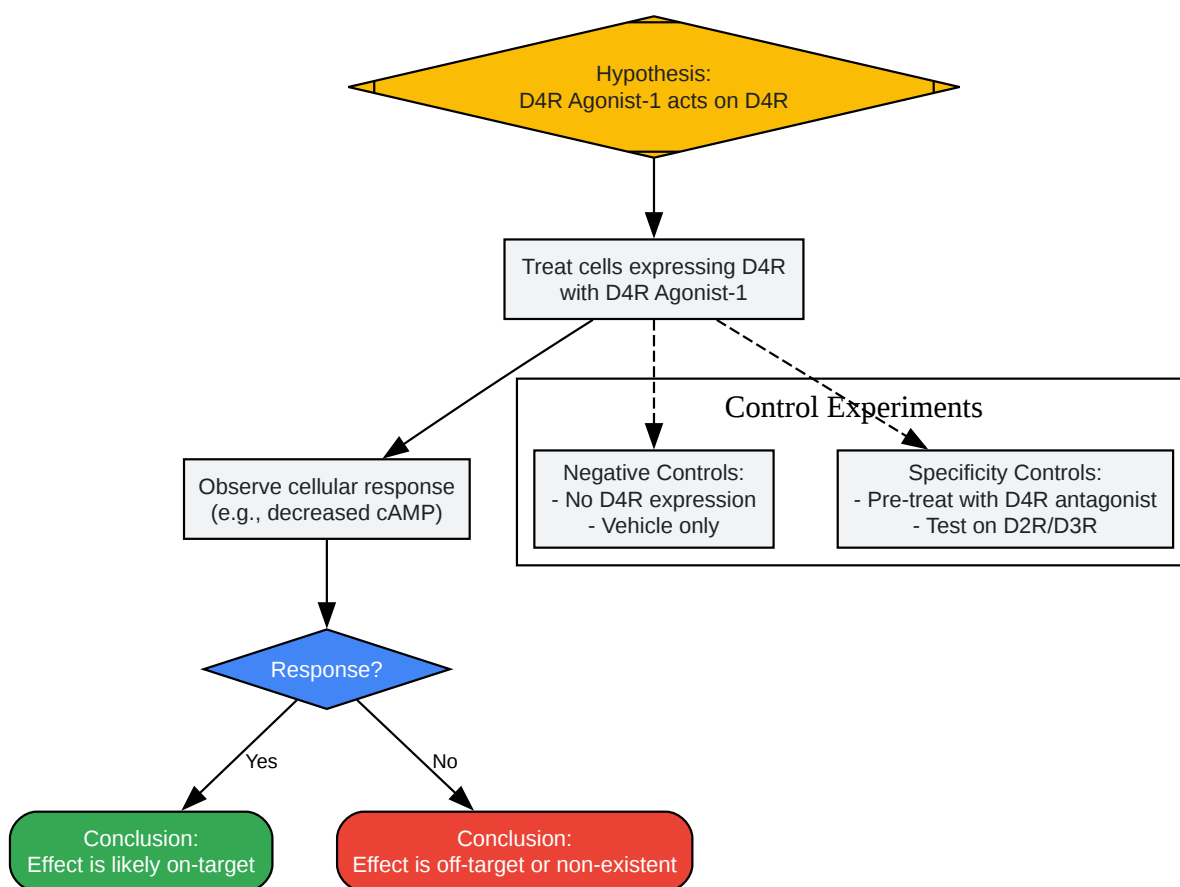 Hypothesis:
D4R Agonist-1 acts on D4R
Treat cells expressing D4R
with D4R Agonist-1
Control Experiments
Negative Controls:
- No D4R expression
- Vehicle only
Specificity Controls:
- Pre-treat with D4R antagonist
- Test on D2R/D3R
Observe cellular response
(e.g., decreased cAMP)
Response?
Yes
No
Conclusion:
Effect is likely on-target
Conclusion:
Effect is off-target or non-existent